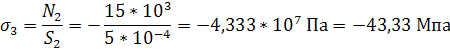 σ₃ = N₂/S₂ = −(15 * 10³)/(5 * 10⁻⁴) = −4,333 * 10⁷ Па = −43,33 Мпа